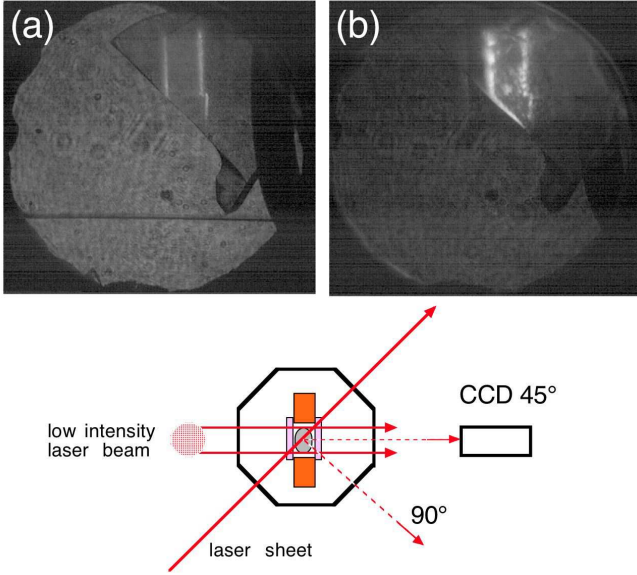 (a)
(b)
CCD 45°
low intensity
laser beam
90°
laser sheet